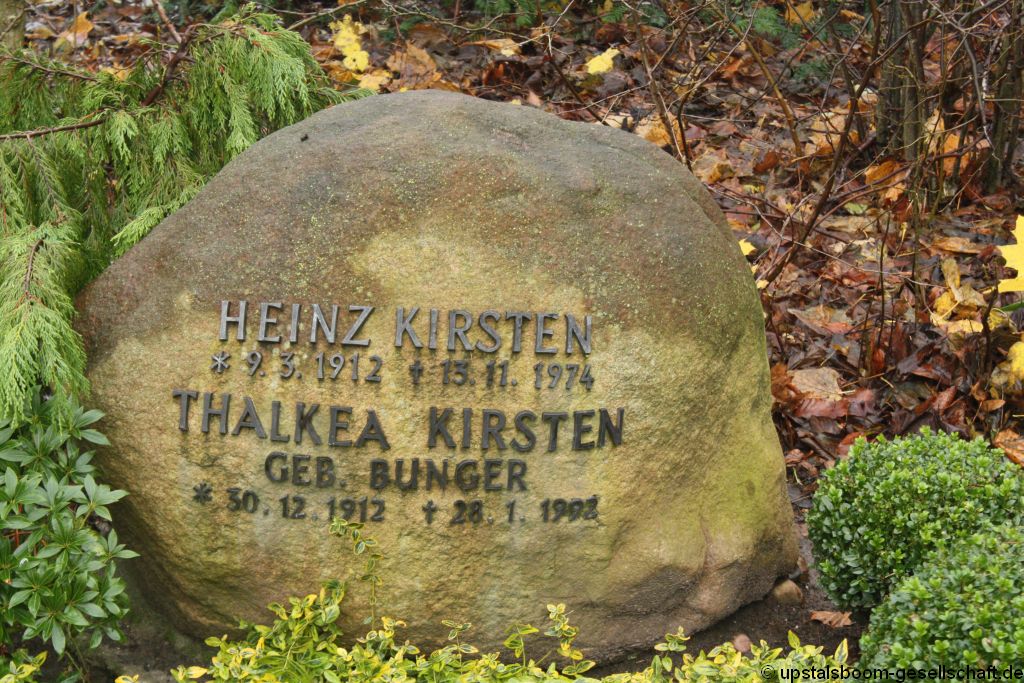 HEINZ KIRSTEN
* 9. 3. 1912 † 13. 11. 1974
THALKEA KIRSTEN
GEB. BUNGER
* 30. 12. 1912 † 28. 1. 1992
© upstalsboom-gesellschaft.de